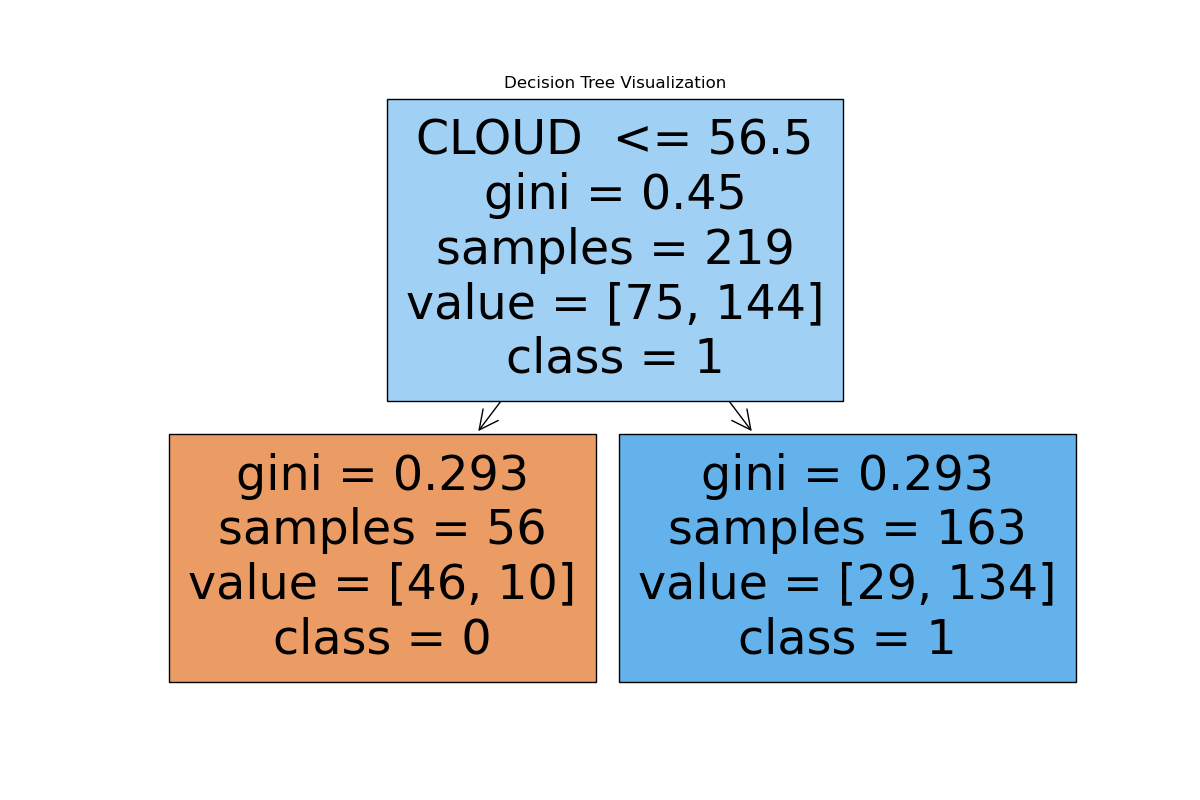 Decision Tree Visualization
CLOUD  <= 56.5
gini = 0.45
samples = 219
value = [75, 144]
class = 1
gini = 0.293
samples = 56
value = [46, 10]
class = 0
gini = 0.293
samples = 163
value = [29, 134]
class = 1